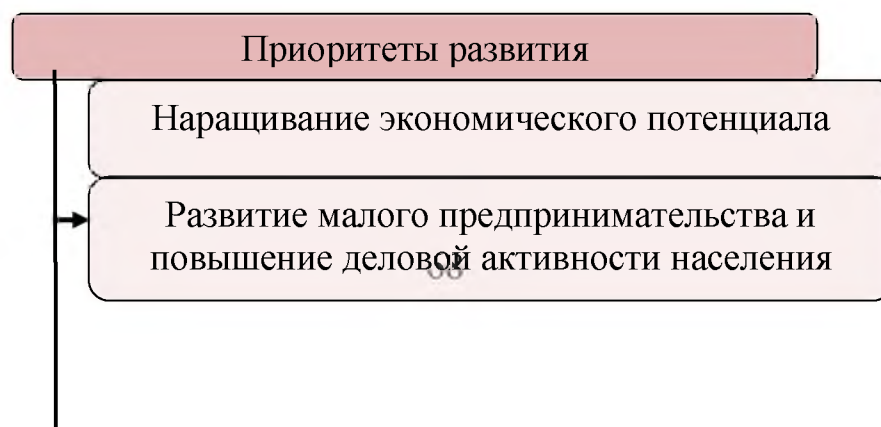 Приоритеты развития
Наращивание экономического потенциала
Развитие малого предпринимательства и
повышение деловой активности населения